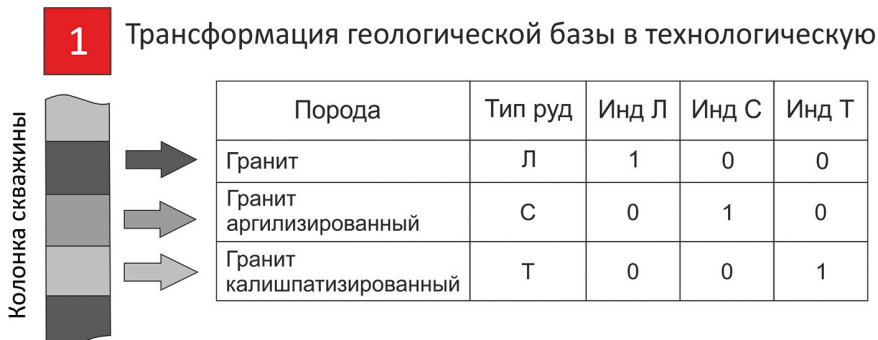 1
Трансформация геологической базы в технологическую
Колонка скважины
Порода Тип руд Инд Л Инд С Инд Т
Гранит Л 1 0 0
Гранит
аргилизированный С 0 1 0
Гранит
калишпатизированный Т 0 0 1